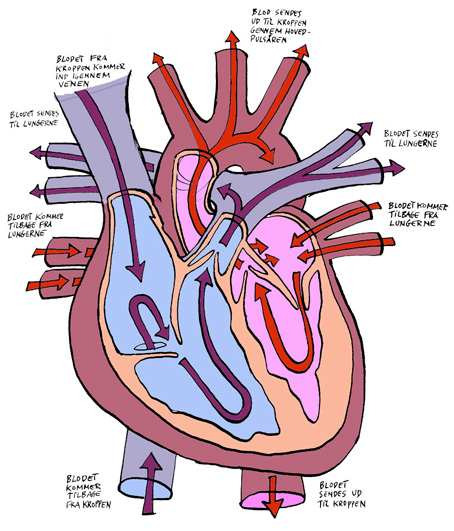 BLODET FRA
KROPPEN KOMMER
IND IGENNEM
VENEN
BLOD SENDES
UD TIL KROPPEN
GENNEM HOVED-
PULSÅREN
BLODET SENDES
TIL LUNGERNE
BLODET SENDES
TIL LUNGERNE
BLODET KOMMER
TILBAGE FRA
LUNGERNE
BLODET KOMMER
TILBAGE FRA
LUNGERNE
BLODET
KOMMER
TILBAGE
FRA KROPPEN
BLODET
SENDES UD
TIL KROPPEN